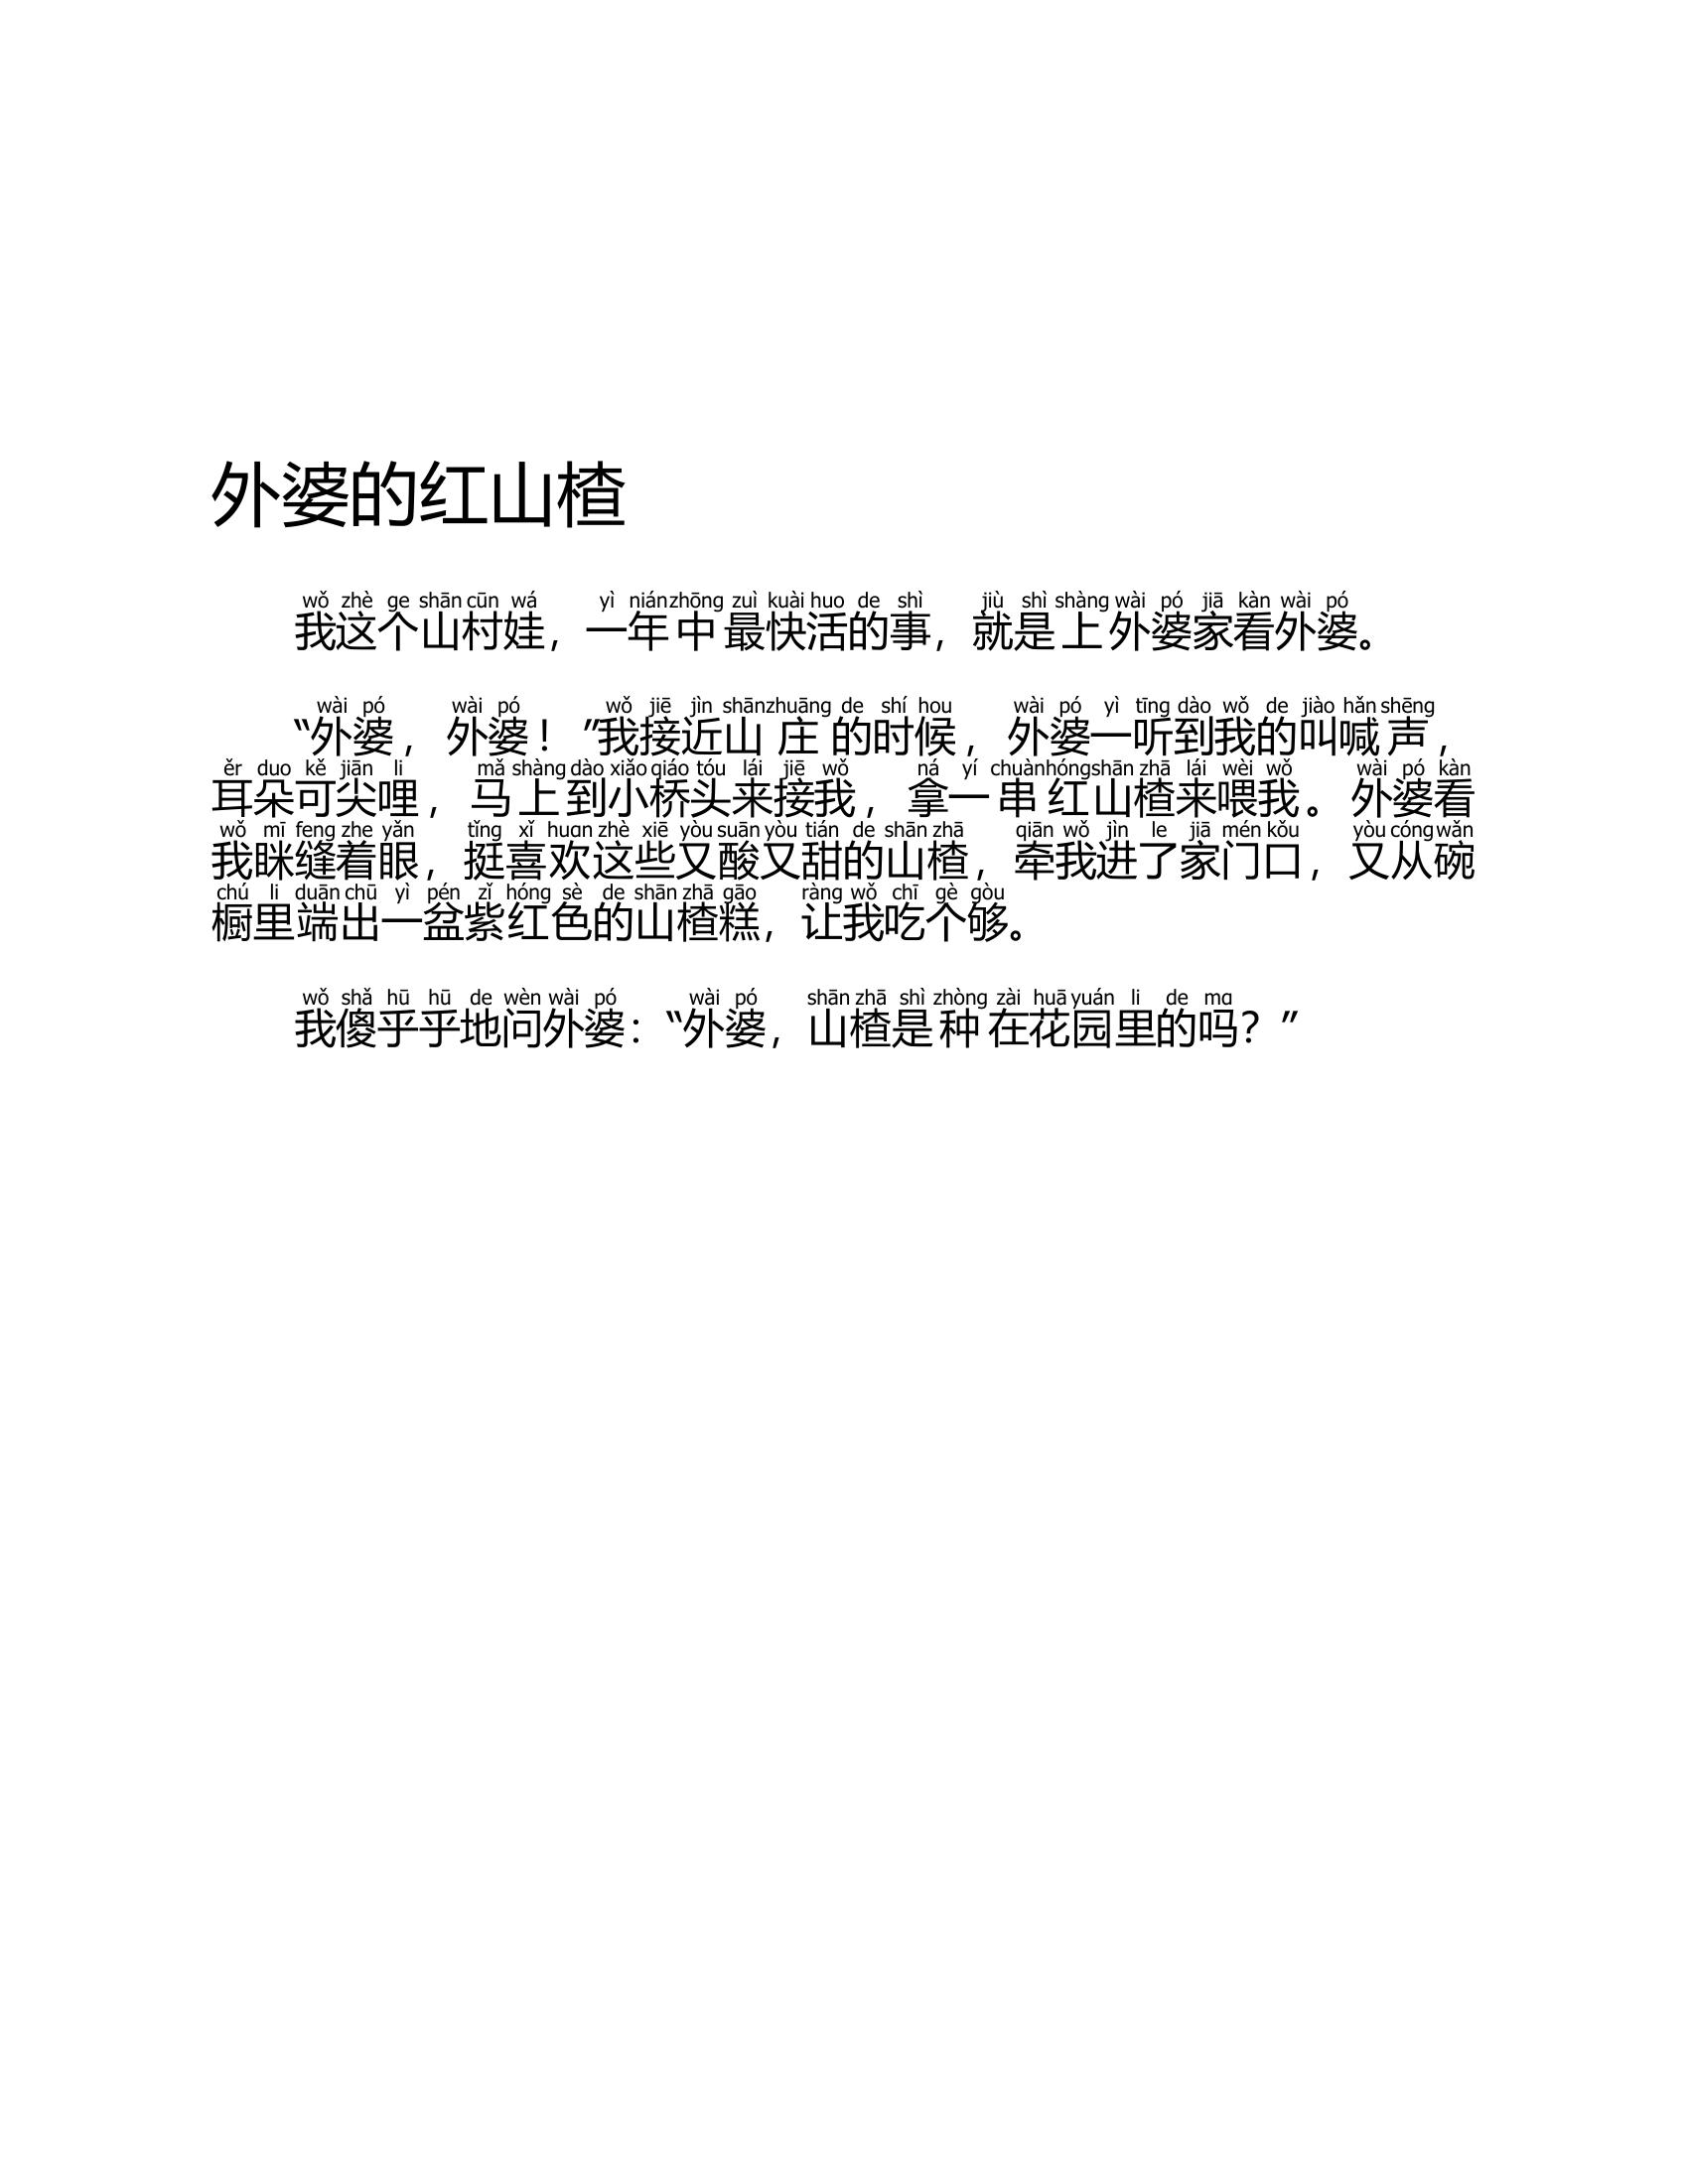 外婆的红山楂
wǒ zhè ge shān cūn wá yì nián zhōng zuì kuài huo de shì jiù shì shàng wài pó jiā kàn wài pó
我这个山村娃，一年中最快活的事，就是上外婆家看外婆。
wài pó wài pó wǒ jiē jìn shān zhuāng de shí hou wài pó yì tīng dào wǒ de jiào hǎn shēng
“外婆，外婆！”我接近山庄的时候，外婆一听到我的叫喊声，
ěr duo kě jiān li mǎ shàng dào xiǎo qiáo tóu lái jiē wǒ ná yí chuàn hóng shān zhā lái wèi wǒ wài pó kàn
耳朵可尖哩，马上到小桥头来接我，拿一串红山楂来喂我。外婆看
wǒ mī feng zhe yǎn tǐng xǐ huɑn zhè xiē yòu suān yòu tián de shān zhā qiān wǒ jìn le jiā mén kǒu yòu cóng wǎn
我眯缝着眼，挺喜欢这些又酸又甜的山楂，牵我进了家门口，又从碗
chú li duān chū yì pén zǐ hóng sè de shān zhā gāo ràng wǒ chī gè gòu
橱里端出一盆紫红色的山楂糕，让我吃个够。
wǒ shǎ hū hū de wèn wài pó wài pó shān zhā shì zhòng zài huā yuán li de mɑ
我傻乎乎地问外婆：“外婆，山楂是种在花园里的吗？”